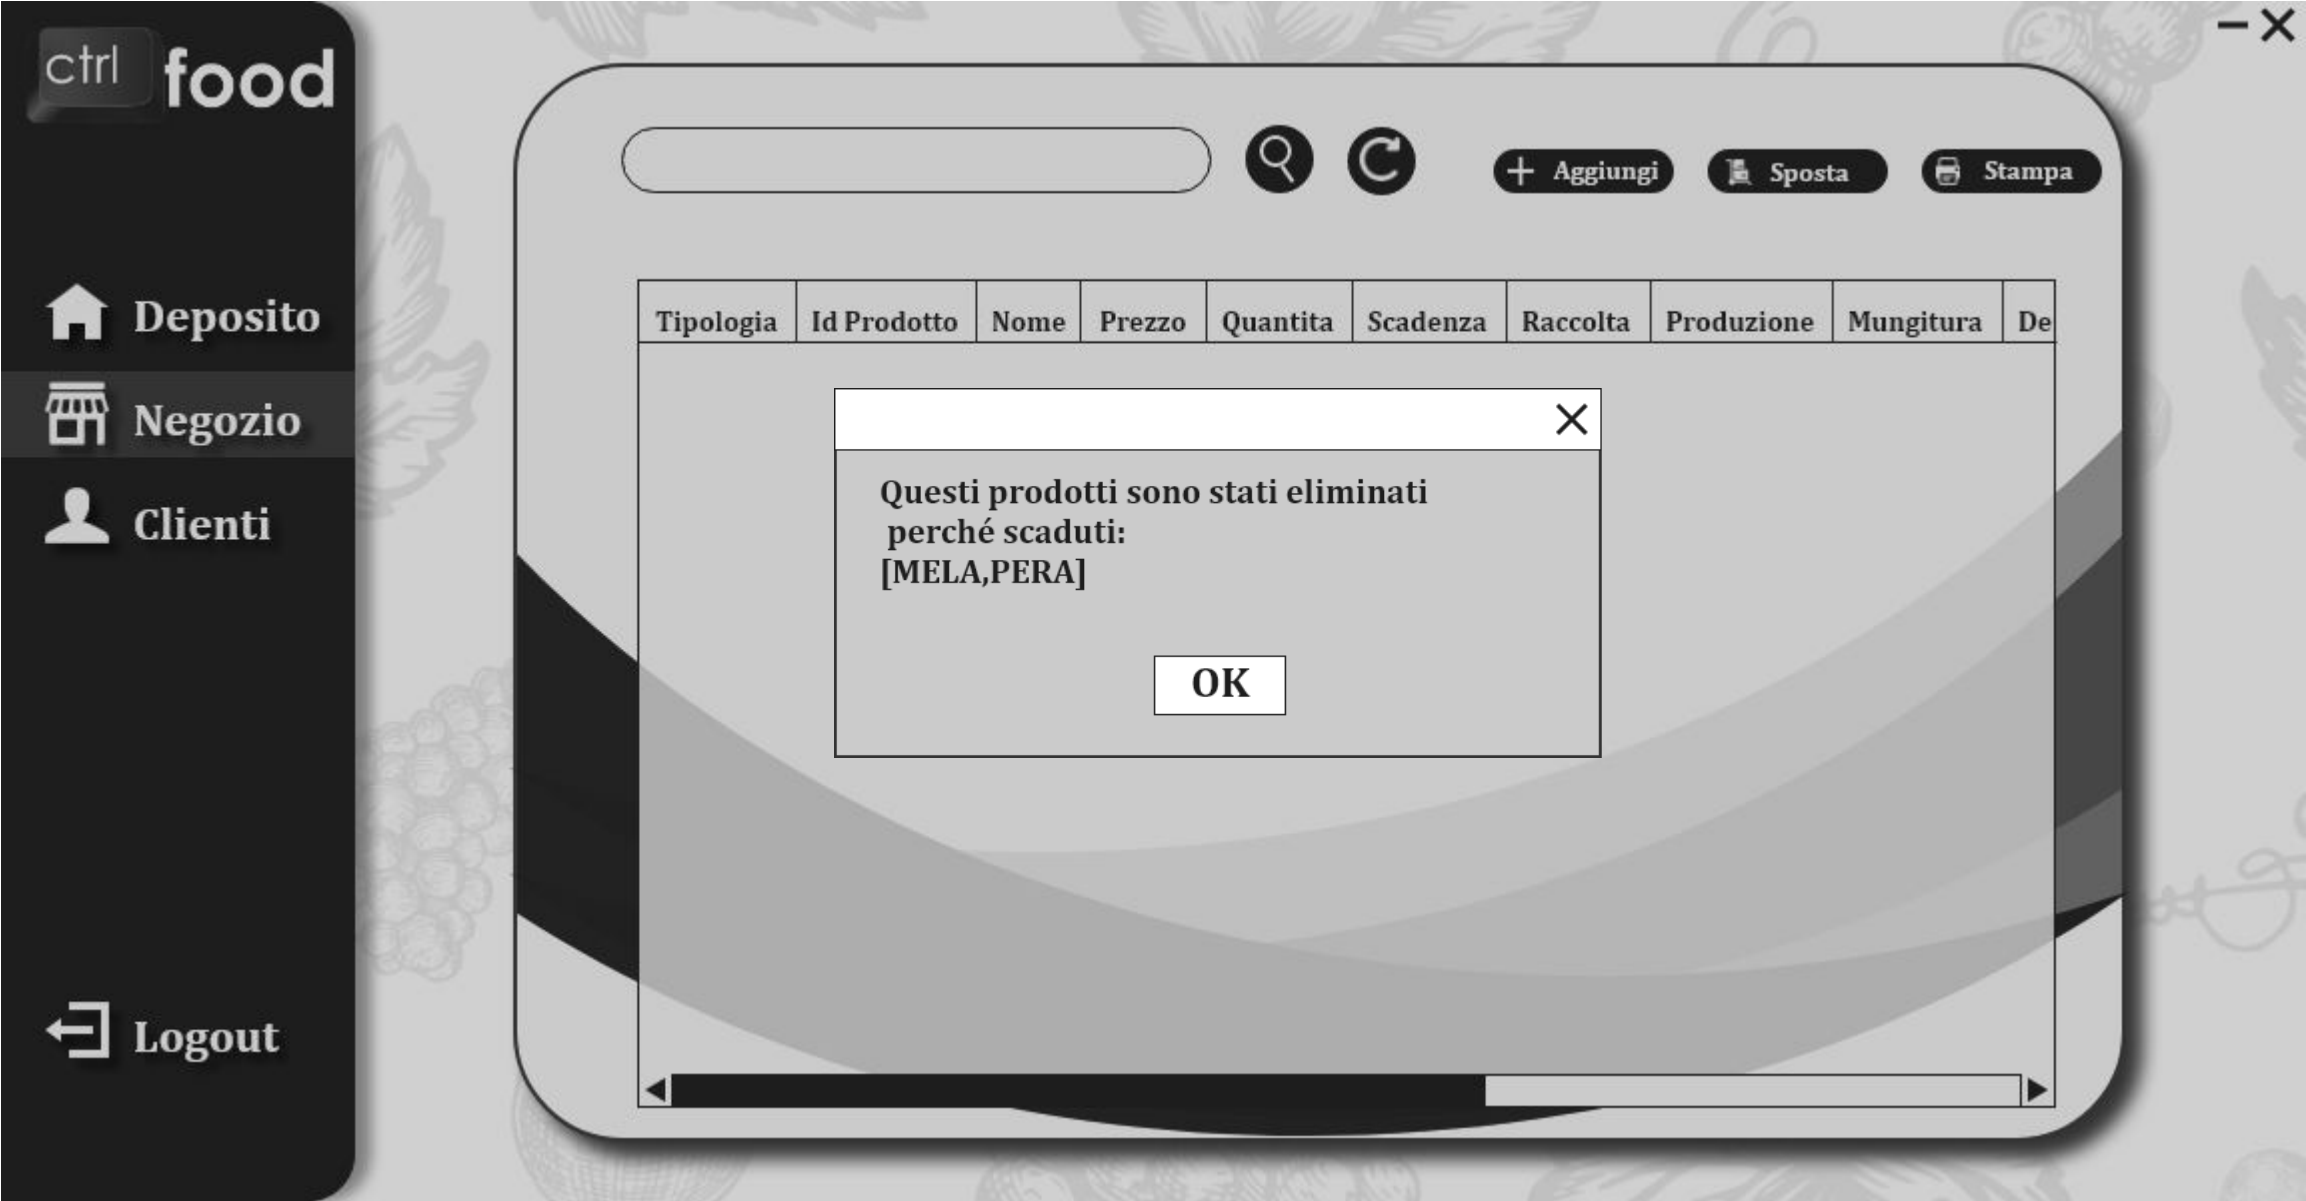 ctrl food
Aggiungi
Sposta
Stampa
Deposito
Negozio
Clienti
Logout
Tipologia Id Prodotto Nome Prezzo Quantita Scadenza Raccolta Produzione Mungitura De
Questi prodotti sono stati eliminati
perché scaduti:
[MELA,PERA]
OK